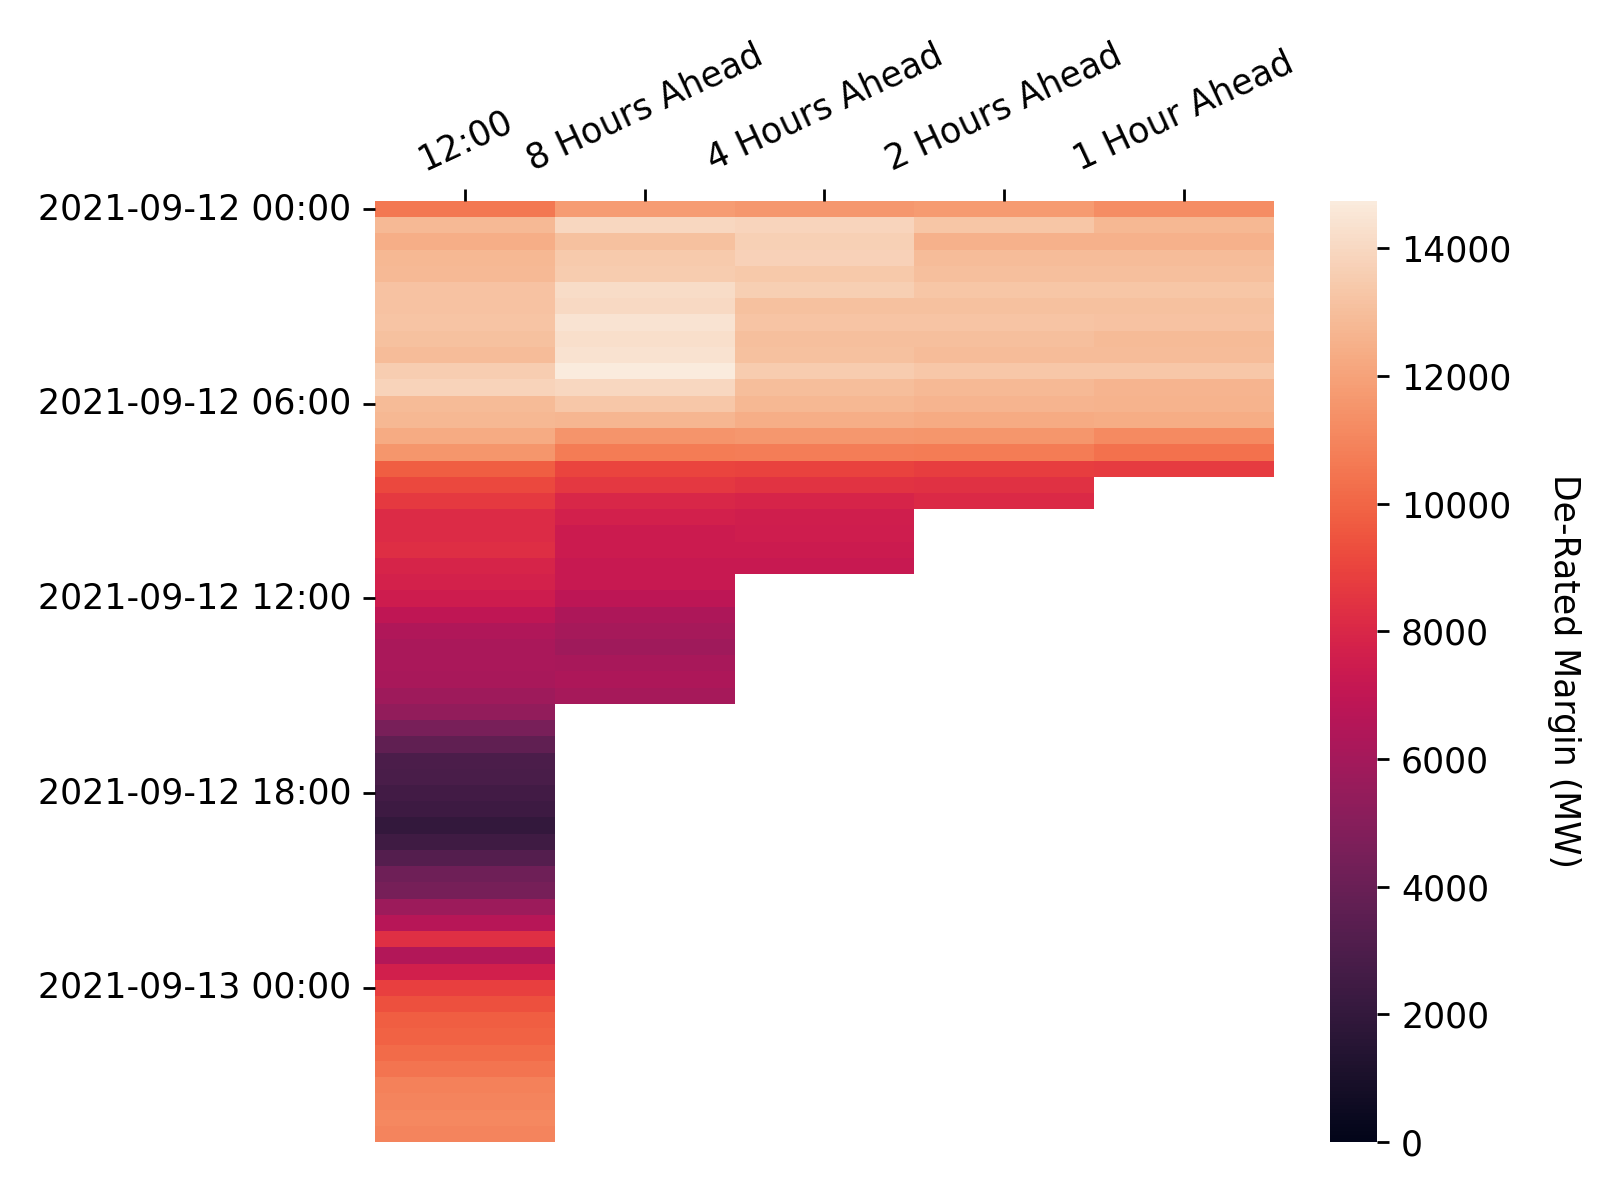 12:00
8 Hours Ahead
4 Hours Ahead
2 Hours Ahead
1 Hour Ahead
2021-09-12 00:00
2021-09-12 06:00
2021-09-12 12:00
2021-09-12 18:00
2021-09-13 00:00
14000
12000
10000
8000
6000
4000
2000
0
De-Rated Margin (MW)